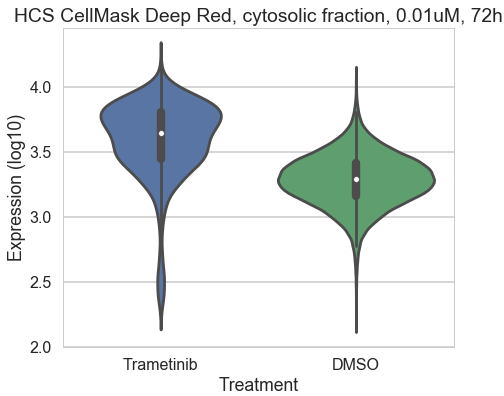 HCS CellMask Deep Red, cytosolic fraction, 0.01uM, 72h
Expression (log10)
4.0
3.5
3.0
2.5
2.0
Trametinib
DMSO
Treatment